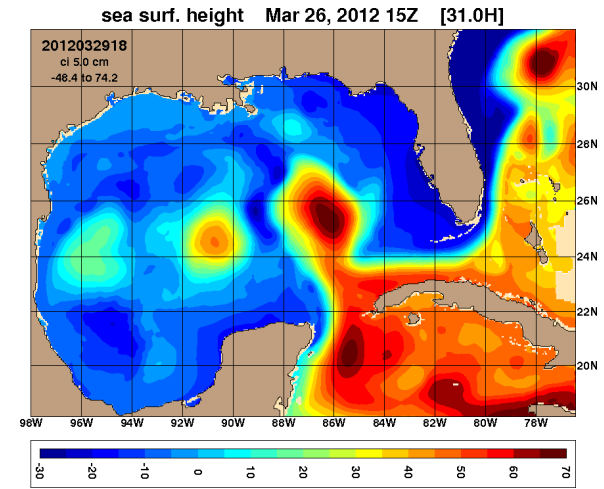 sea surf. height Mar 26, 2012 15Z [31.0H]
2012032918
ci 5.0 cm
-46.4 to 74.2
30N
28N
26N
24N
22N
20N
98W 96W 94W 92W 90W 88W 86W 84W 82W 80W 78W
-30 -20 -10 0 10 20 30 40 50 60 70